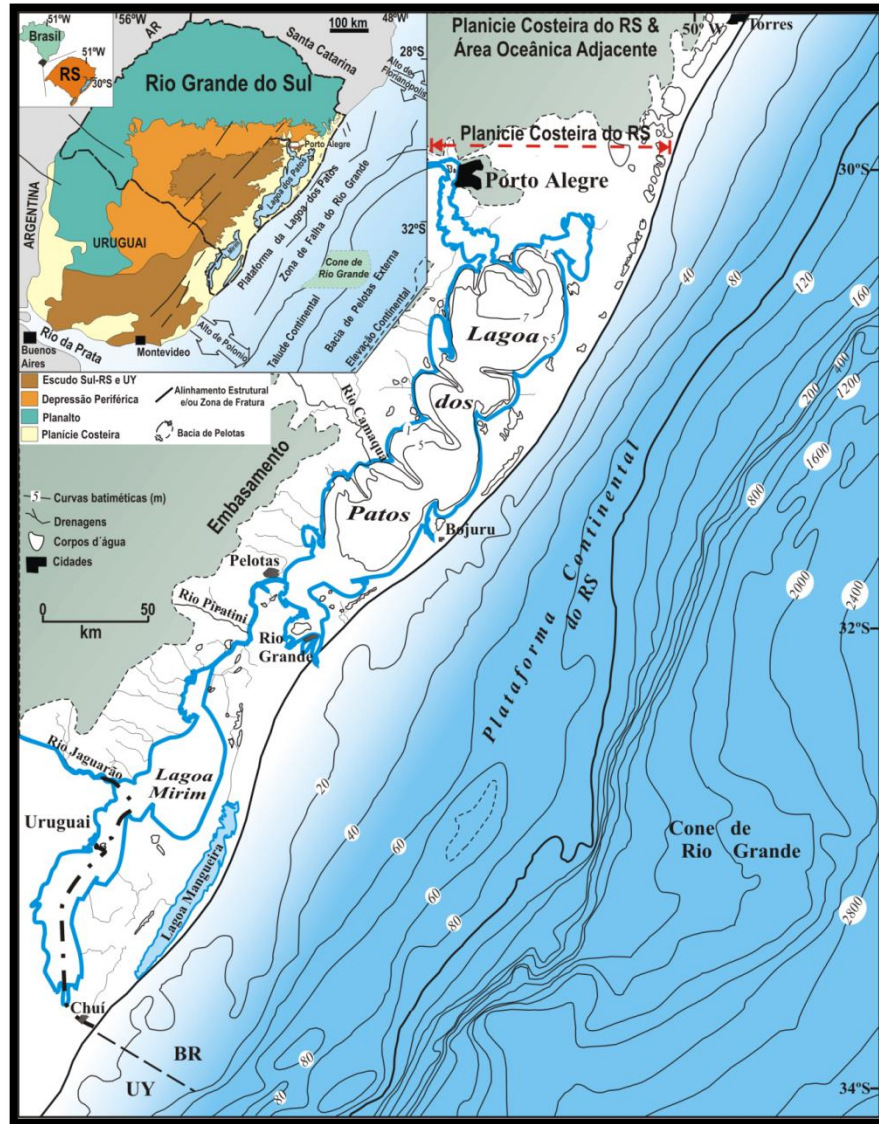 Brasil
51°W
RS
30°S
56°W
AR
100 km
48°W
Santa Catarina
28°S
Alto de
Florianópolis
Rio Grande do Sul
Porto Alegre
Lagoa dos Patos
Mirim
ARGENTINA
URUGUAI
32°S
Plataforma da Lagoa dos Patos
Zona de Falha do Rio Grande
Cone de
Rio Grande
Bacia de Pelotas Externa
Talude Continental
Elevação Continental
Alto de Polonio
Rio da Prata
Buenos
Aires
Montevideo
Escudo Sul-RS e UY
Depressão Periférica
Planalto
Planície Costeira
Alinhamento Estrutural
e/ou Zona de Fratura
Bacia de Pelotas
5 Curvas batiméticas (m)
Drenagens
Corpos d´água
Cidades
0 50
km
Planicie Costeira do RS &
Área Oceânica Adjacente
50° W
Torres
Planicie Costeira do RS
30°S
Porto Alegre
40
80
120
160
7
Lagoa
5
dos
Rio Camaquã
1
5
Patos
Embasamento
Bojuru
Pelotas
Rio Piratini
Rio
Grande
200
400
1200
800
1600
2000
2400
Plataforma Continental
do RS
32°S
Rio Jaguarão
Lagoa
Mirim
Uruguai
Lagoa Mangueira
20
40
60
60
80
Cone de
Rio Grande
2800
Chuí
BR
UY
80
80
34°S